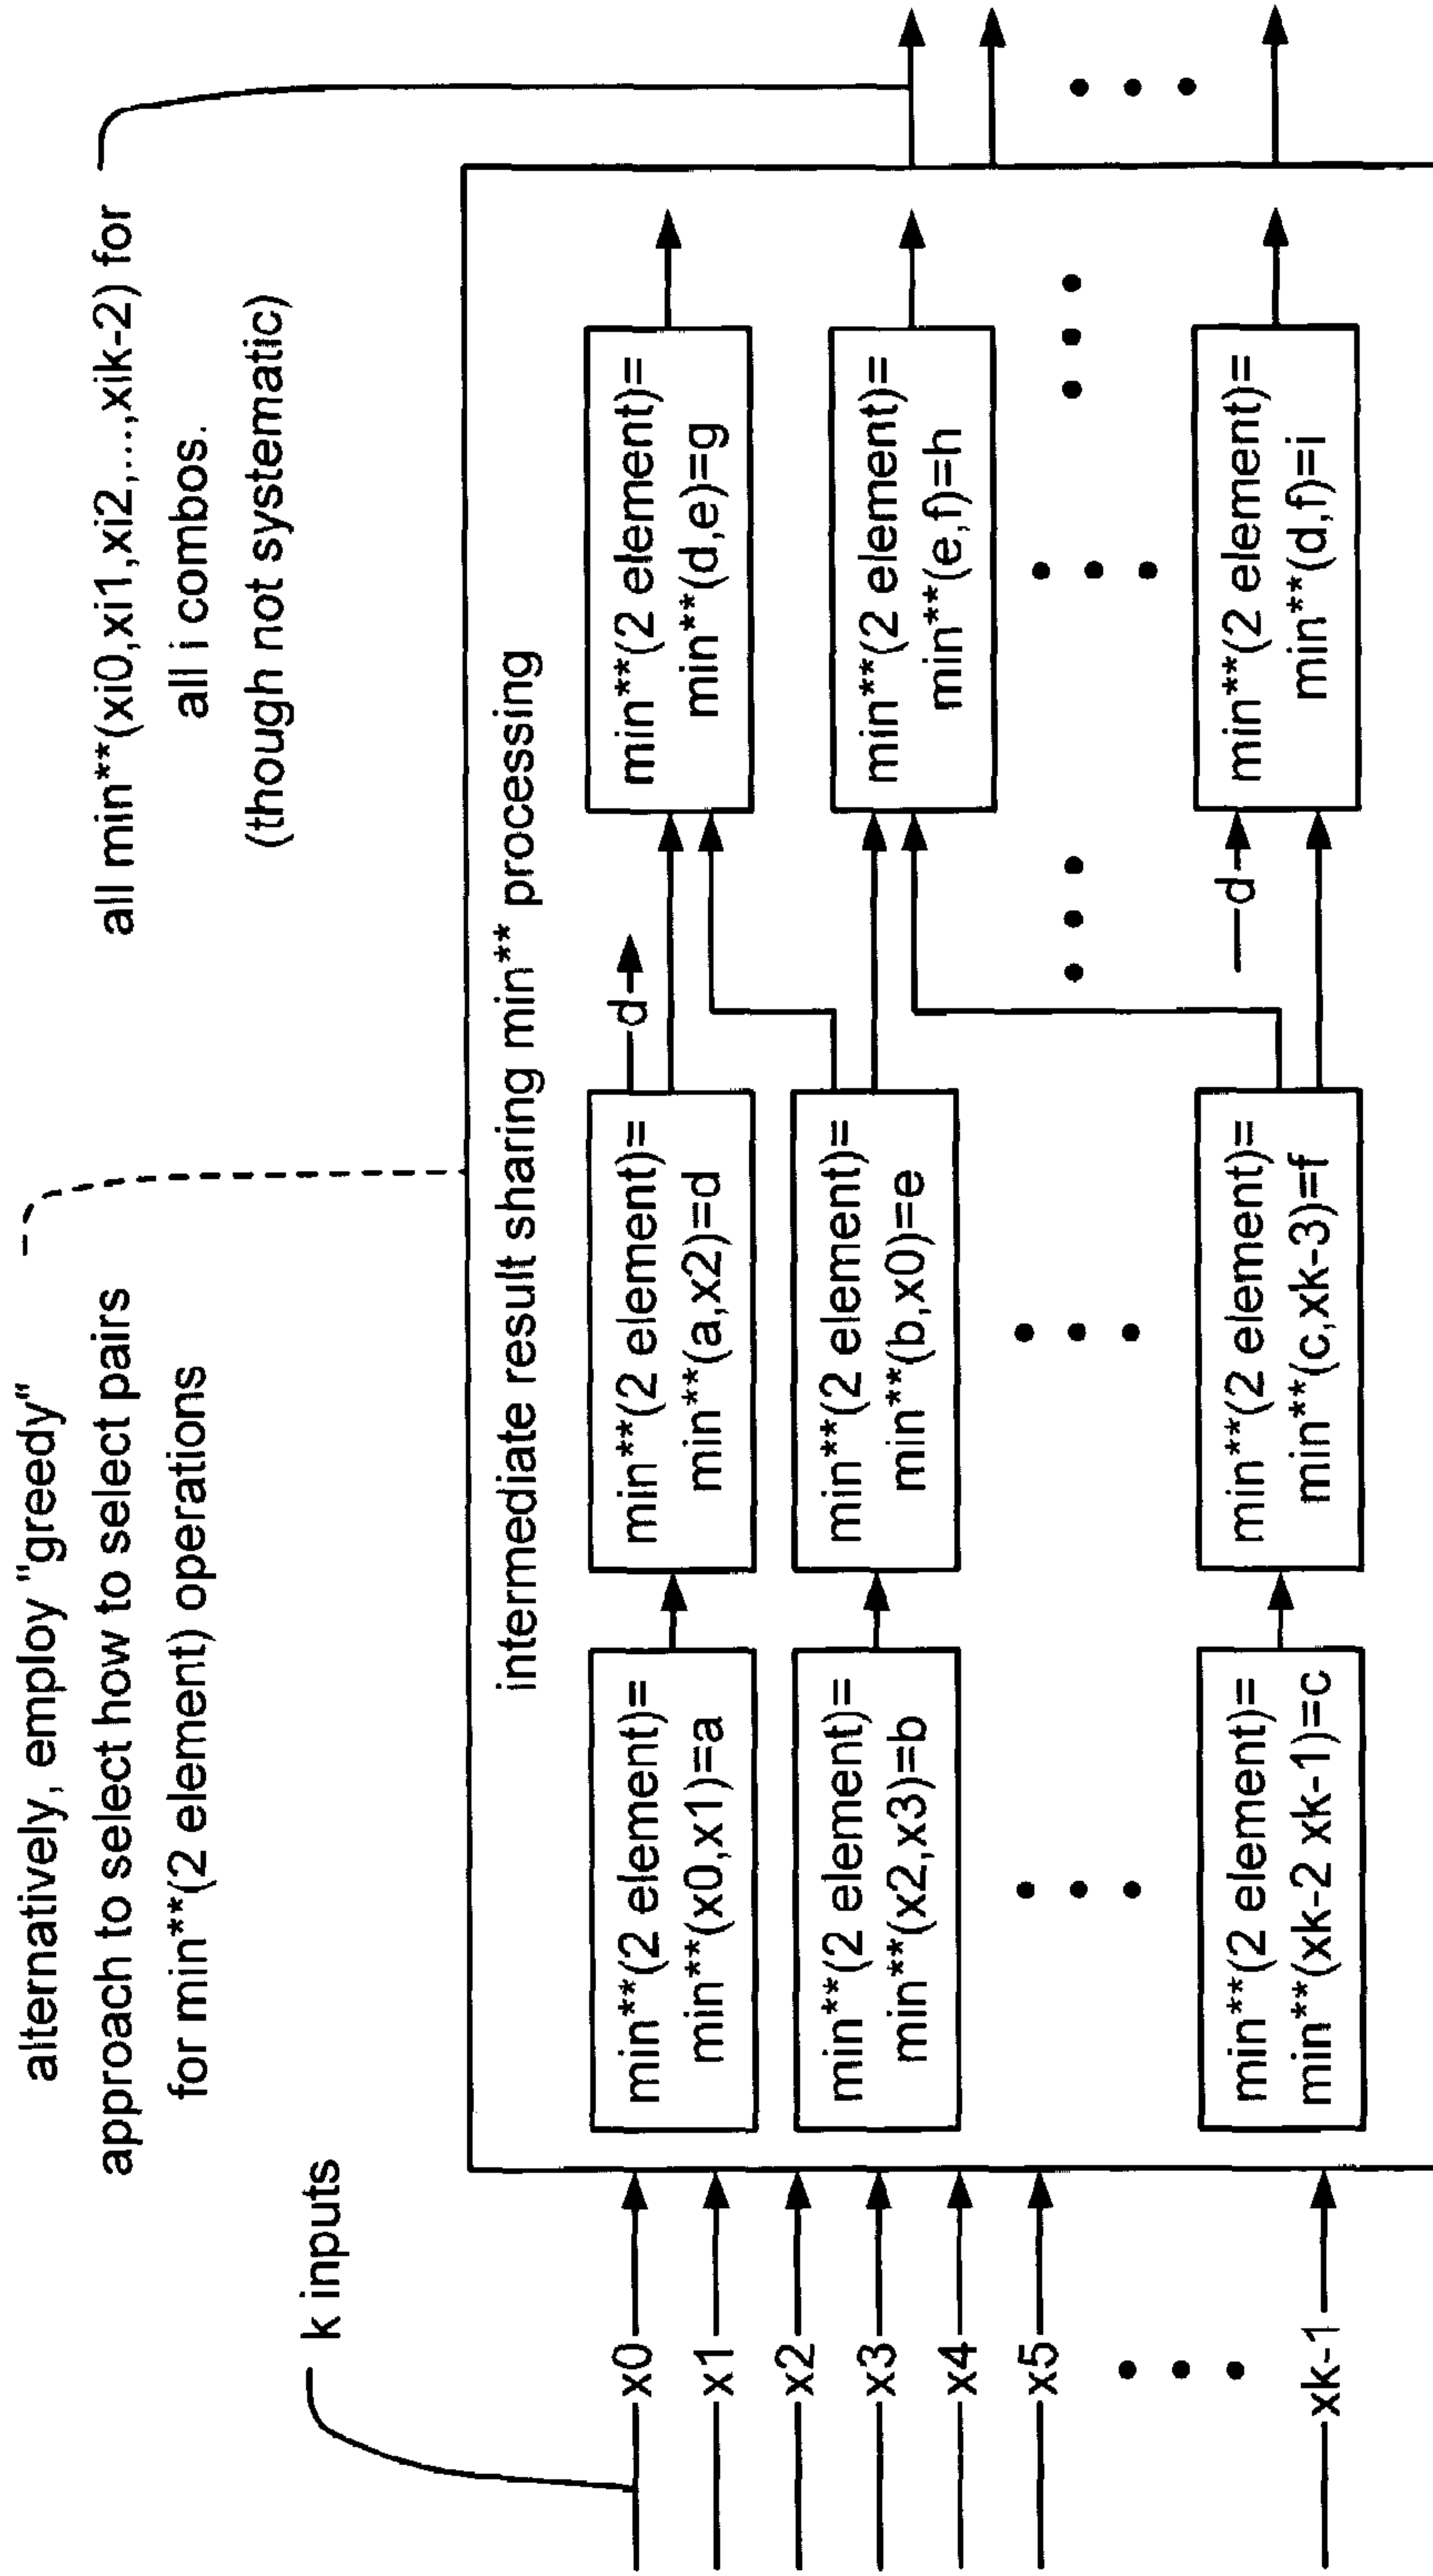 alternatively, employ "greedy"
approach to select how to select pairs
for min**(2 element) operations
all min**(xi0,xi1,xi2,...,xik-2) for
all i combos.
(though not systematic)
k inputs
intermediate result sharing min** processing
x0
x1
x2
x3
x4
x5
xk-1
min**(2 element)=
min**(x0,x1)=a
min**(2 element)=
min**(x2,x3)=b
min**(2 element)=
min**(xk-2 xk-1)=c
min**(2 element)=
min**(a,x2)=d
min**(2 element)=
min**(b,x0)=e
min**(2 element)=
min**(c,xk-3)=f
d
d
min**(2 element)=
min**(d,e)=g
min**(2 element)=
min**(e,f)=h
min**(2 element)=
min**(d,f)=i